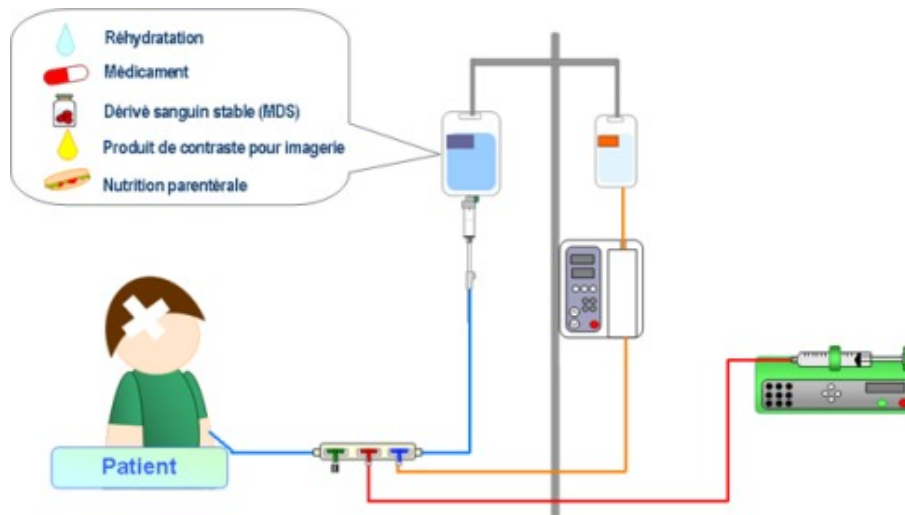 Réhydratation
Médicament
Dérivé sanguin stable (MDS)
Produit de contraste pour imagerie
Nutrition parentérale
Patient